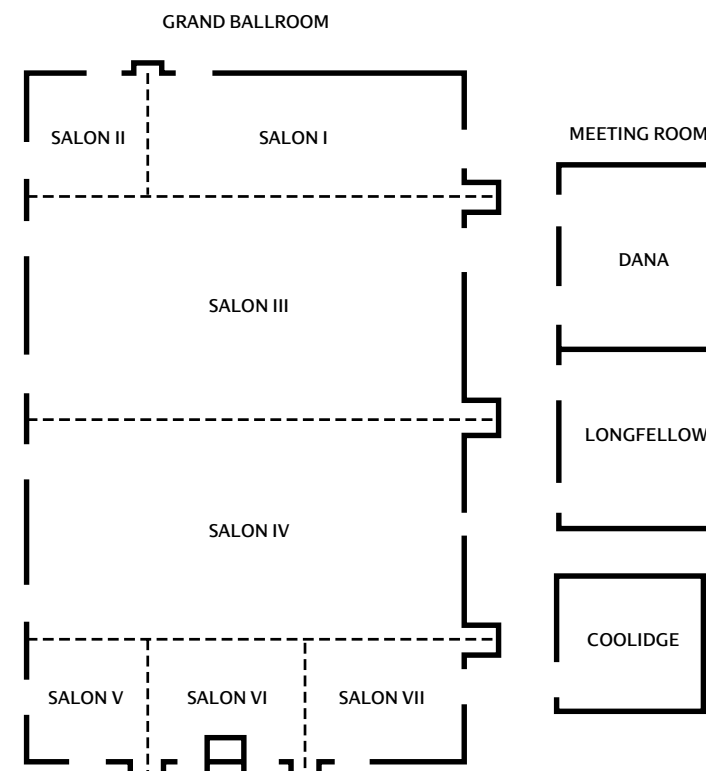 GRAND BALLROOM
SALON II
SALON I
MEETING ROOM
DANA
SALON III
LONGFELLOW
SALON IV
COOLIDGE
SALON V
SALON VI
SALON VII